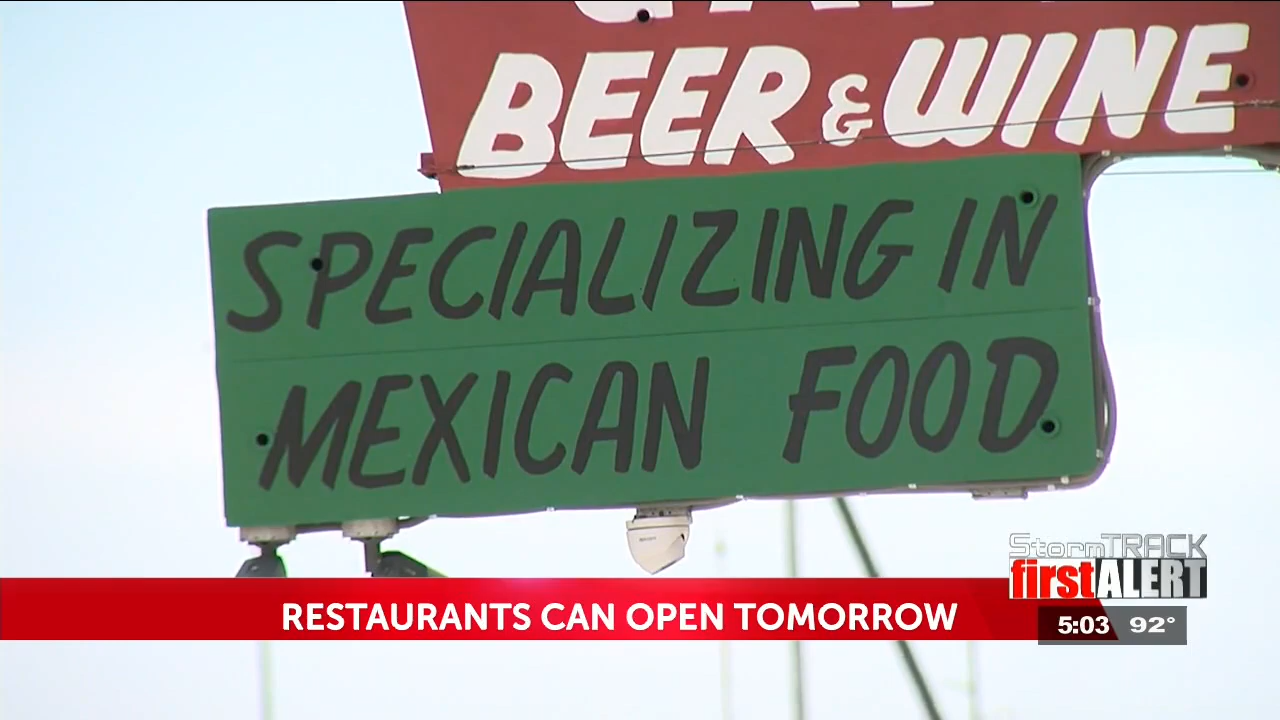 BEER & WINE
SPECIALIZING IN
MEXICAN FOOD
StormTRACK
firstALERT
RESTAURANTS CAN OPEN TOMORROW
5:03 92°